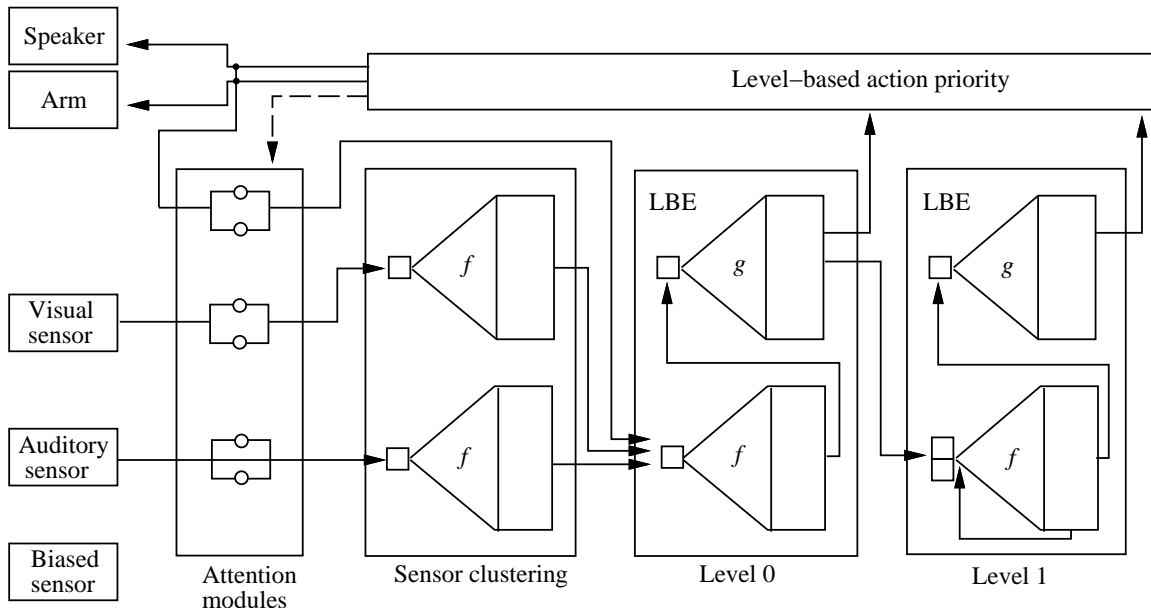 Speaker
Arm
Level−based action priority
LBE
LBE
f
g
g
Visual
sensor
Auditory
sensor
f
f
f
Biased
sensor
Attention
modules
Sensor clustering
Level 0
Level 1